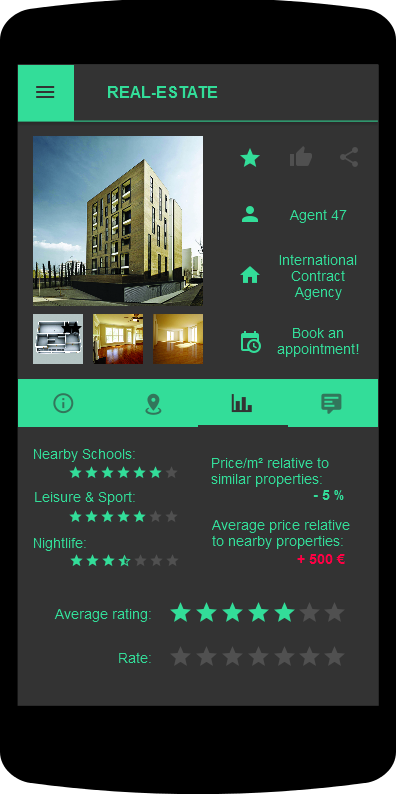 REAL-ESTATE
Agent 47
International
Contract
Agency
Book an
appointment!
Nearby Schools:
Leisure & Sport:
Nightlife:
Price/m² relative to
similar properties:
- 5 %
Average price relative
to nearby properties:
+ 500 €
Average rating:
Rate: